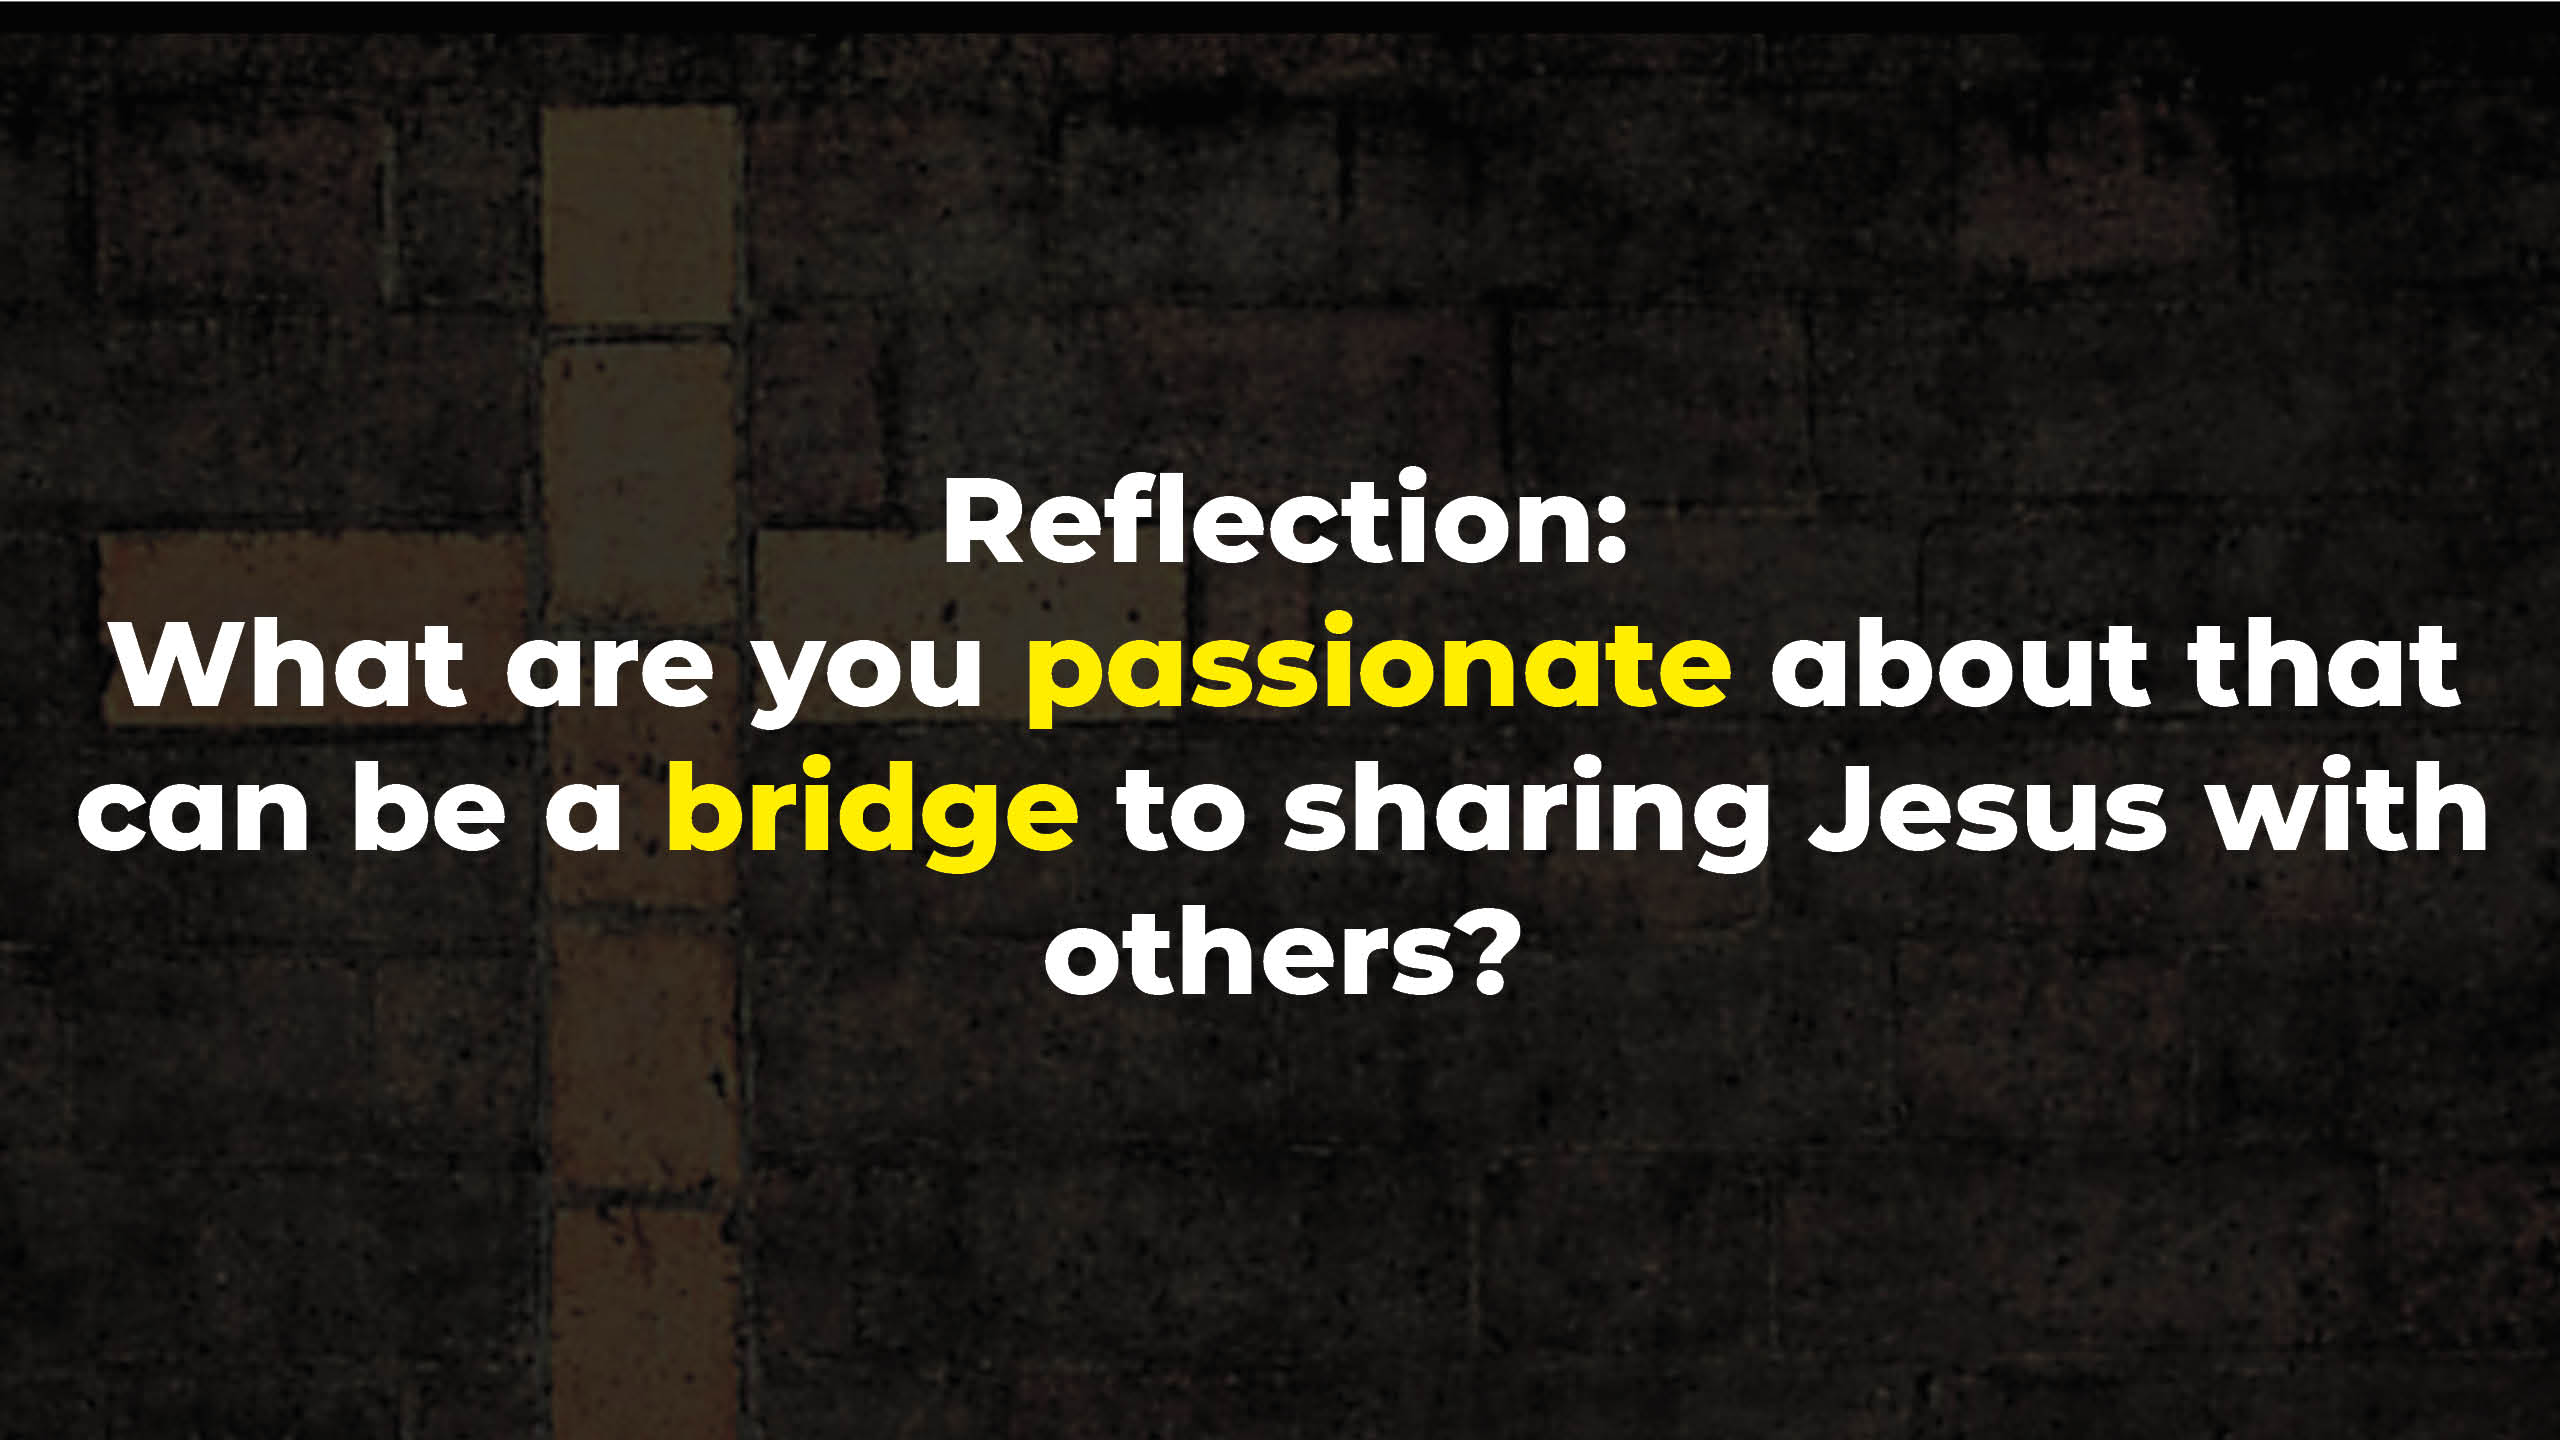 Reflection:
What are you passionate about that
can be a bridge to sharing Jesus with
others?